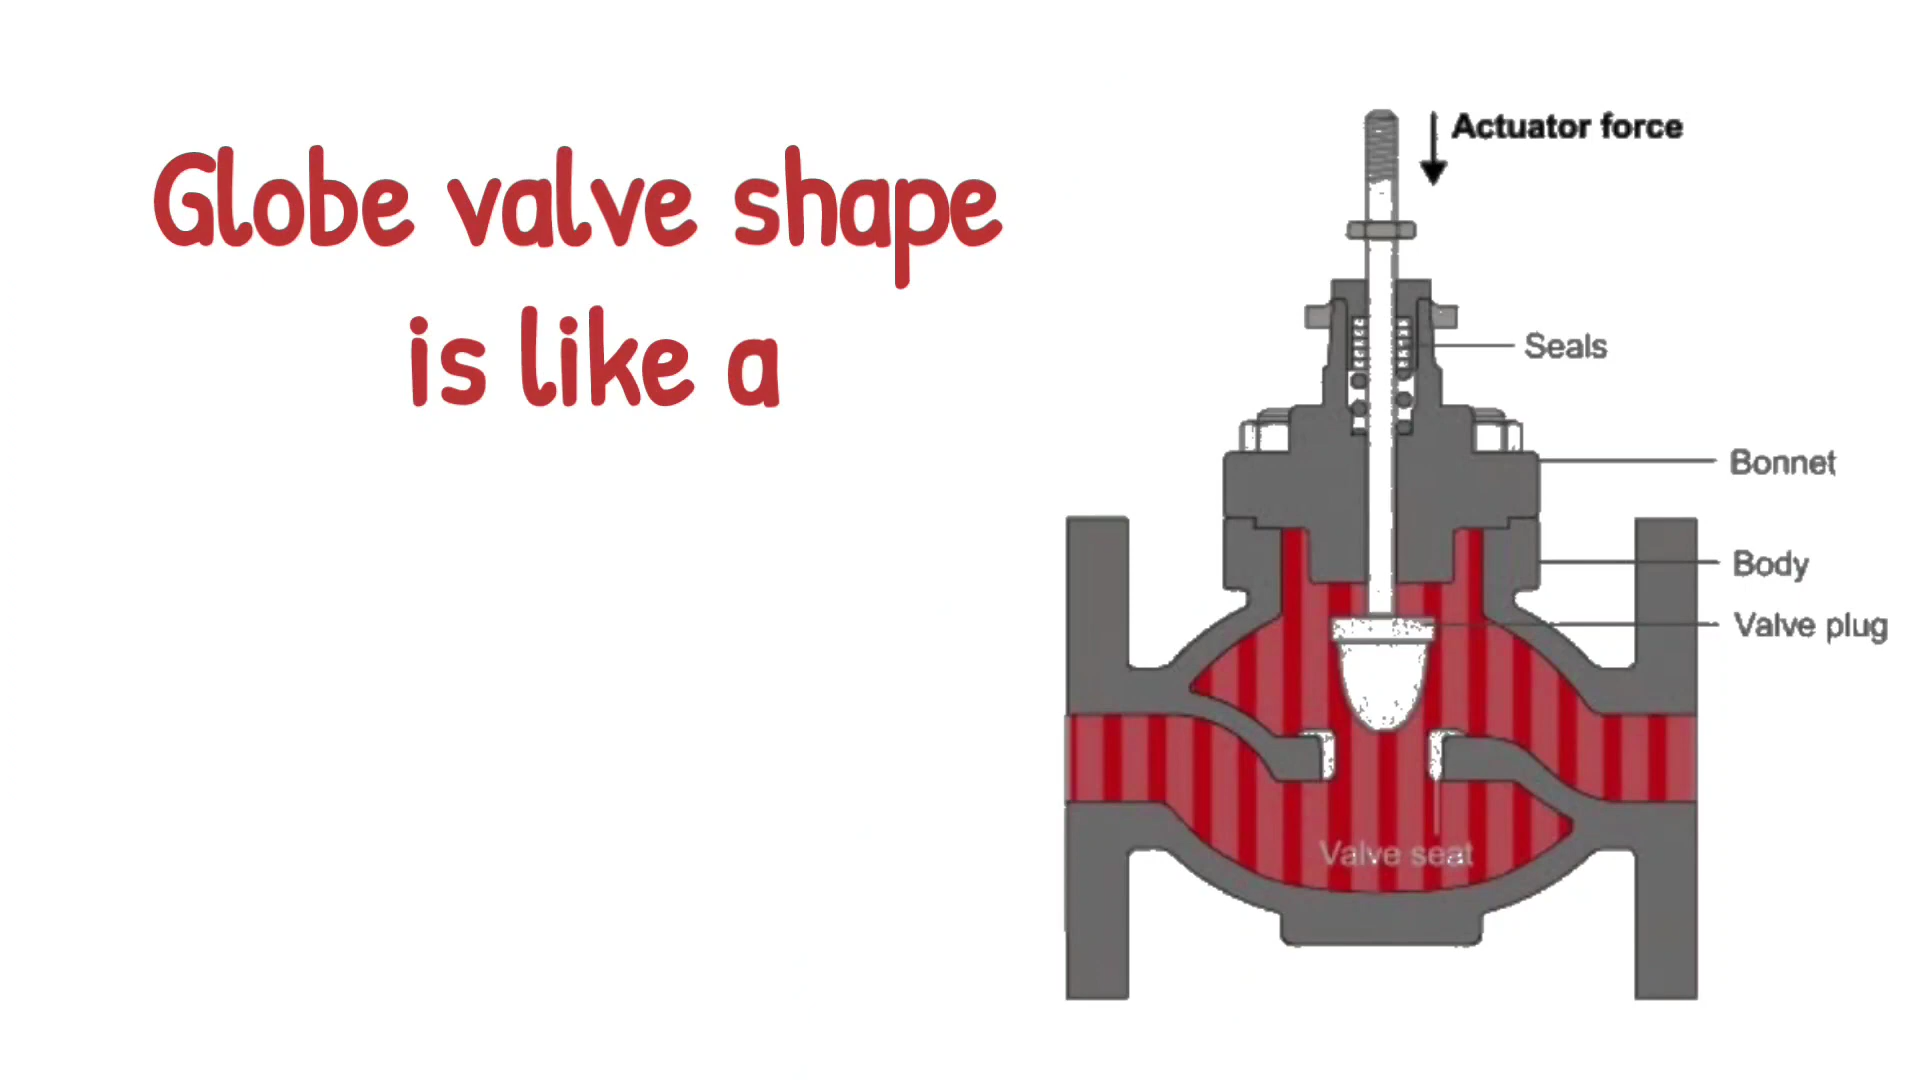 Globe valve shape
is like a
Actuator force
Seals
Bonnet
Body
Valve plug
Valve seat